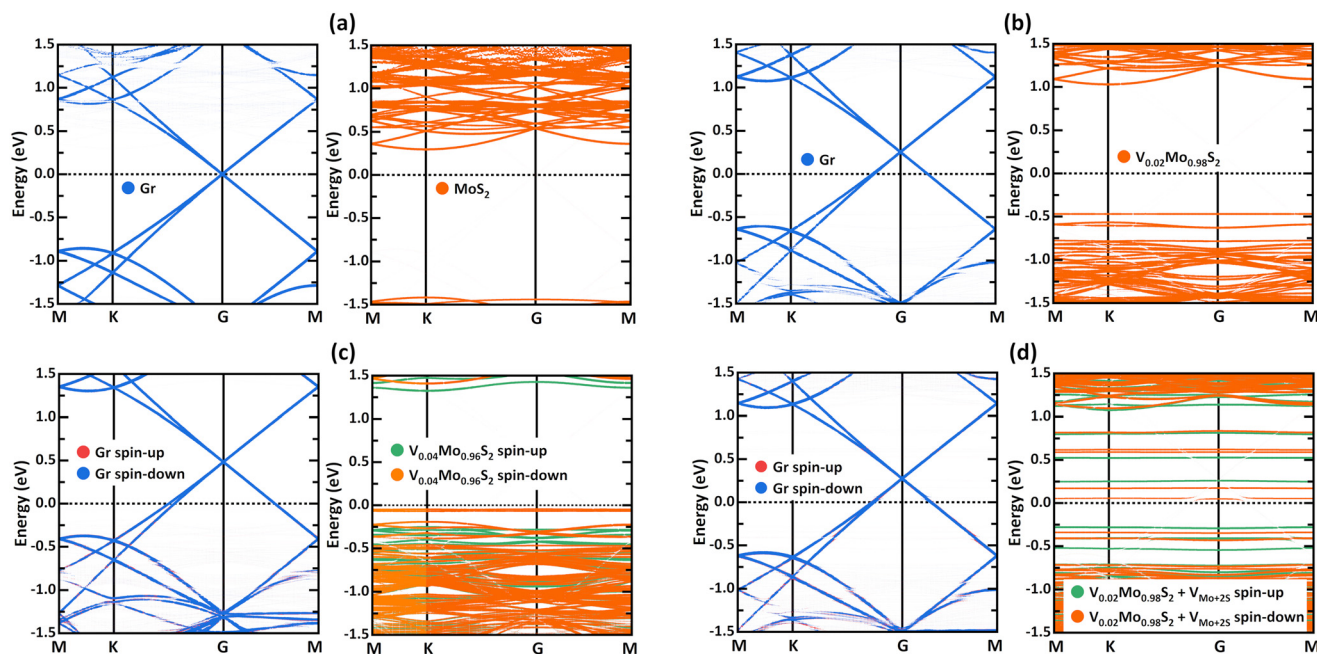 (a)
1.5
1.0
0.5
0.0
-0.5
-1.0
-1.5
Energy (eV)
Gr
M K G M
1.5
1.0
0.5
0.0
-0.5
-1.0
-1.5
Energy (eV)
MoS2
M K G M
(b)
1.5
1.0
0.5
0.0
-0.5
-1.0
-1.5
Energy (eV)
Gr
M K G M
1.5
1.0
0.5
0.0
-0.5
-1.0
-1.5
Energy (eV)
V0.02Mo0.98S2
M K G M
(c)
1.5
1.0
0.5
0.0
-0.5
-1.0
-1.5
Energy (eV)
Gr spin-up
Gr spin-down
M K G M
1.5
1.0
0.5
0.0
-0.5
-1.0
-1.5
Energy (eV)
V0.04Mo0.96S2 spin-up
V0.04Mo0.96S2 spin-down
M K G M
(d)
1.5
1.0
0.5
0.0
-0.5
-1.0
-1.5
Energy (eV)
Gr spin-up
Gr spin-down
M K G M
1.5
1.0
0.5
0.0
-0.5
-1.0
-1.5
Energy (eV)
V0.02Mo0.98S2 + VMo+2S spin-up
V0.02Mo0.98S2 + VMo+2S spin-down
M K G M